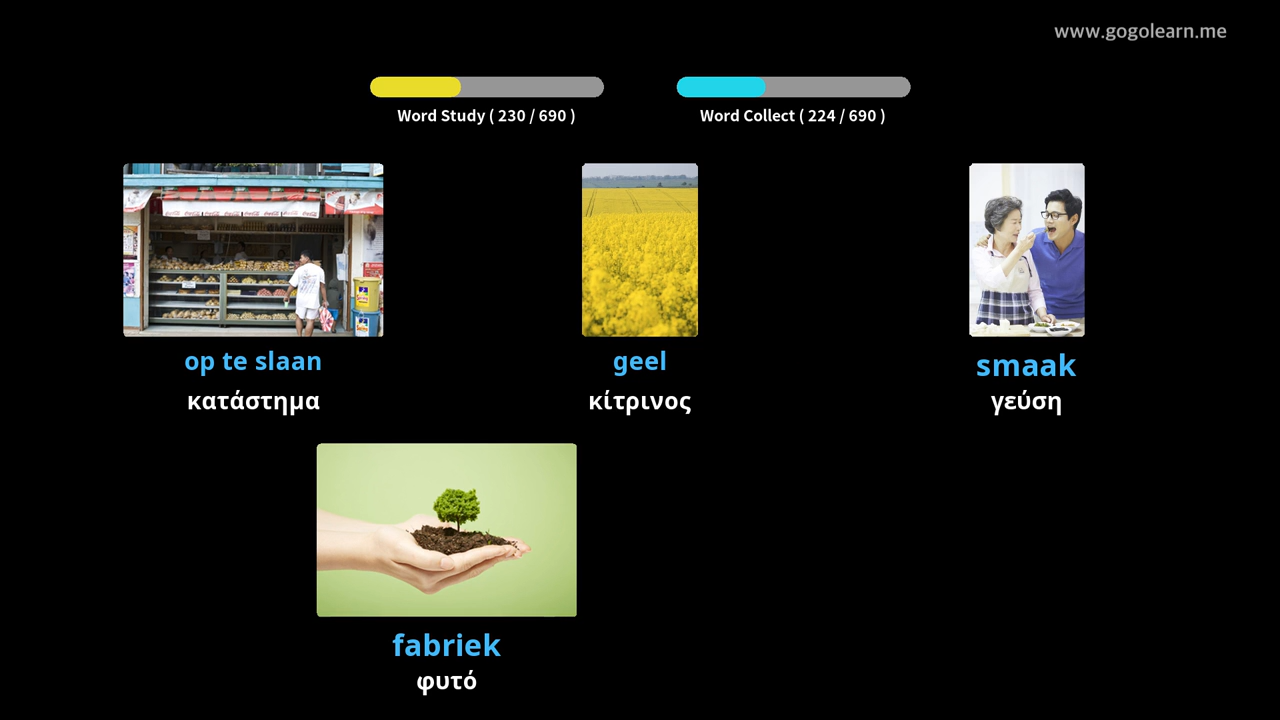 www.gogolearn.me
Word Study ( 230 / 690 )
Word Collect ( 224 / 690 )
op te slaan
κατάστημα
geel
κίτρινος
smaak
γεύση
fabriek
φυτό